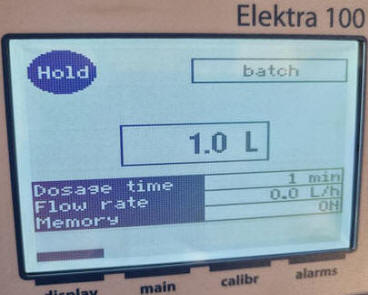 Elektra 100
Hold
batch
1.0 L
Dosage time 1 min
Flow rate 0.0 L/h
Memory ON
display main calibr alarms